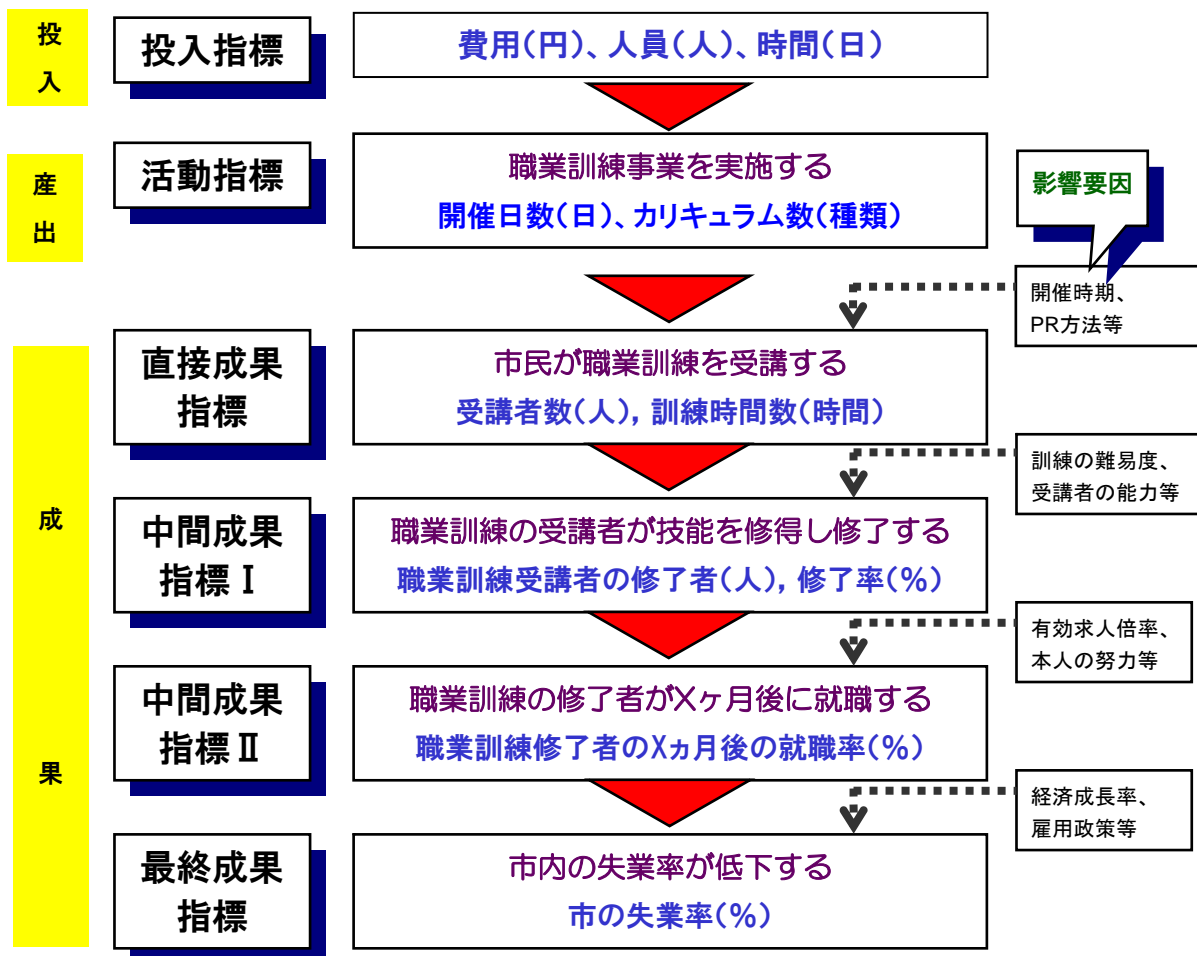 投
入
投入指標
費用(円)、人員(人)、時間(日)
産
出
活動指標
職業訓練事業を実施する
開催日数(日)、カリキュラム数(種類)
影響要因
開催時期、
PR方法等
成
果
直接成果
指標
市民が職業訓練を受講する
受講者数(人), 訓練時間数(時間)
訓練の難易度、
受講者の能力等
中間成果
指標Ⅰ
職業訓練の受講者が技能を修得し修了する
職業訓練受講者の修了者(人), 修了率(%)
有効求人倍率、
本人の努力等
中間成果
指標Ⅱ
職業訓練の修了者がXヶ月後に就職する
職業訓練修了者のXヵ月後の就職率(%)
経済成長率、
雇用政策等
最終成果
指標
市内の失業率が低下する
市の失業率(%)